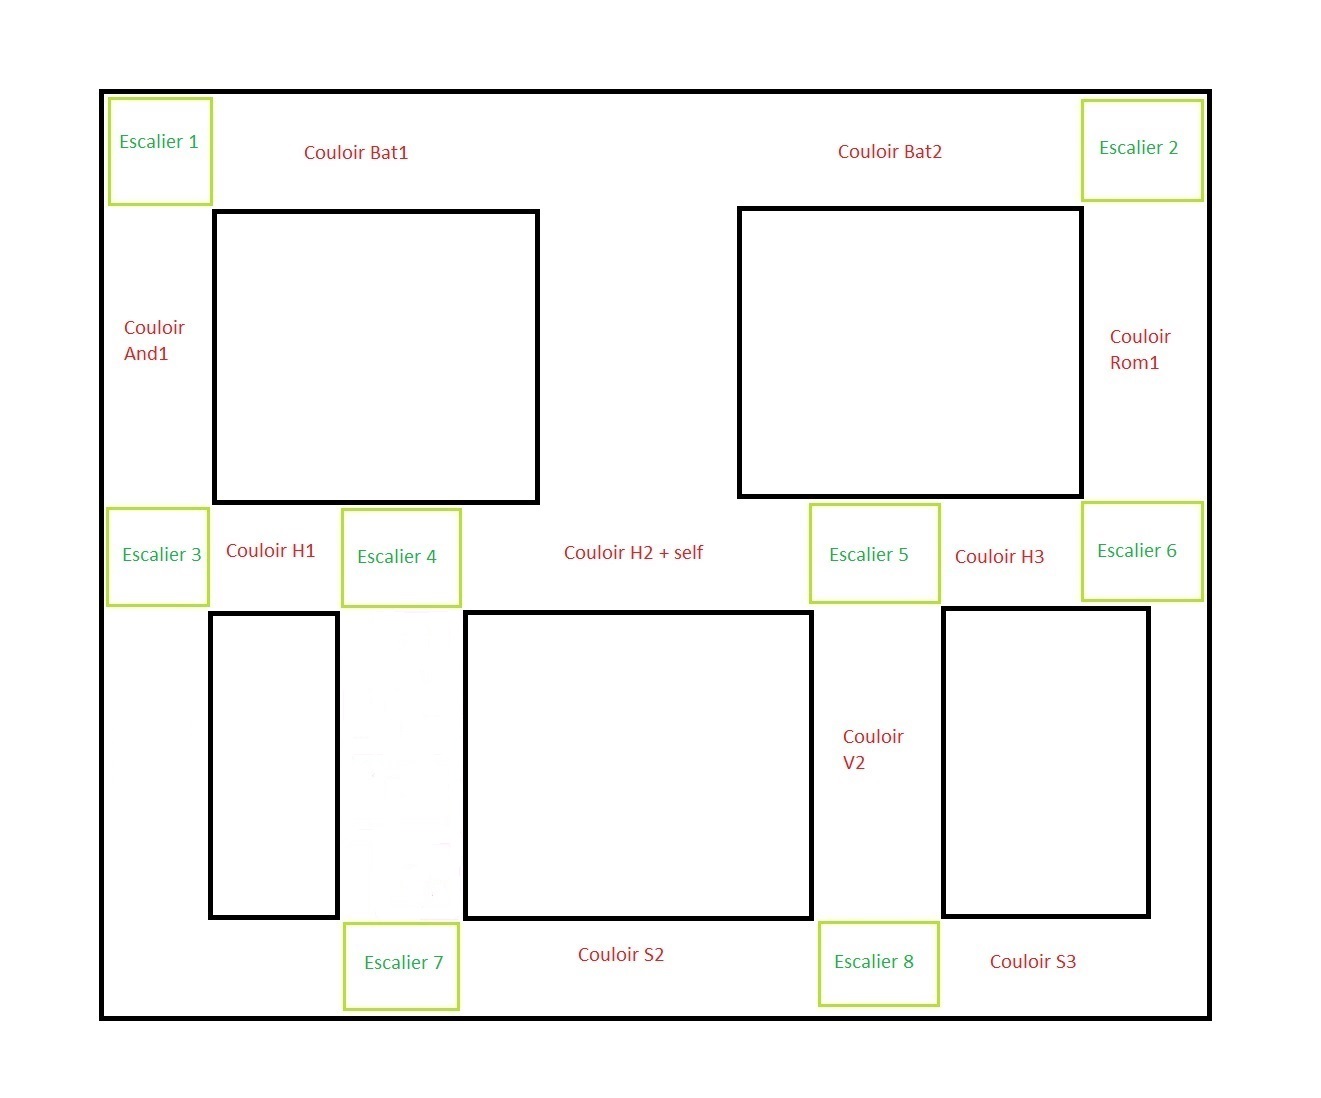 Escalier 1
Couloir Bat1
Couloir Bat2
Escalier 2
Couloir
And1
Couloir
Rom1
Escalier 3
Couloir H1
Escalier 4
Couloir H2 + self
Escalier 5
Couloir H3
Escalier 6
Couloir
V2
Escalier 7
Couloir S2
Escalier 8
Couloir S3